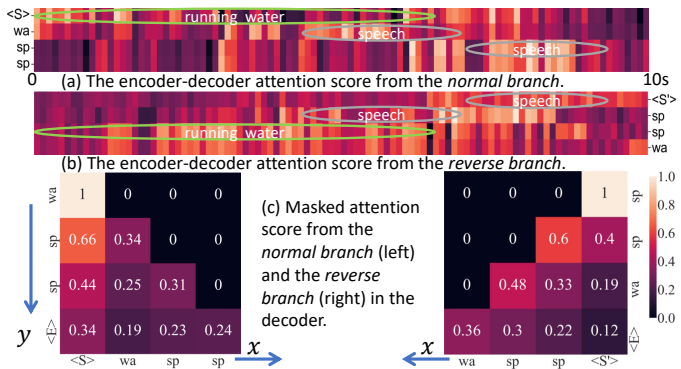 <S>
running water
wa
speech
sp
speech
sp
0
10s
(a) The encoder-decoder attention score from the normal branch.
speech
<S'>
speech
sp
running water
sp
wa
(b) The encoder-decoder attention score from the reverse branch.
wa
1
0
0
0
sp
0.66
0.34
0
0
sp
0.44
0.25
0.31
0
<E>
0.34
0.19
0.23
0.24
y
<S>
wa
sp
sp
x
(c) Masked attention
score from the
normal branch (left)
and the reverse
branch (right) in the
decoder.
0
0
0
1
sp
0
0
0.6
0.4
sp
0
0.48
0.33
0.19
wa
0.36
0.3
0.22
0.12
<E>
x
wa
sp
sp
<S'>
1.0
0.8
0.6
0.4
0.2
0.0